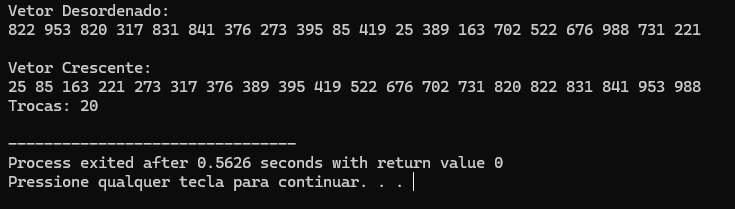 Vetor Desordenado:
822 953 820 317 831 841 376 273 395 85 419 25 389 163 702 522 676 988 731 221
Vetor Crescente:
25 85 163 221 273 317 376 389 395 419 522 676 702 731 820 822 831 841 953 988
Trocas: 20
--------------------------------
Process exited after 0.5626 seconds with return value 0
Pressione qualquer tecla para continuar. . .